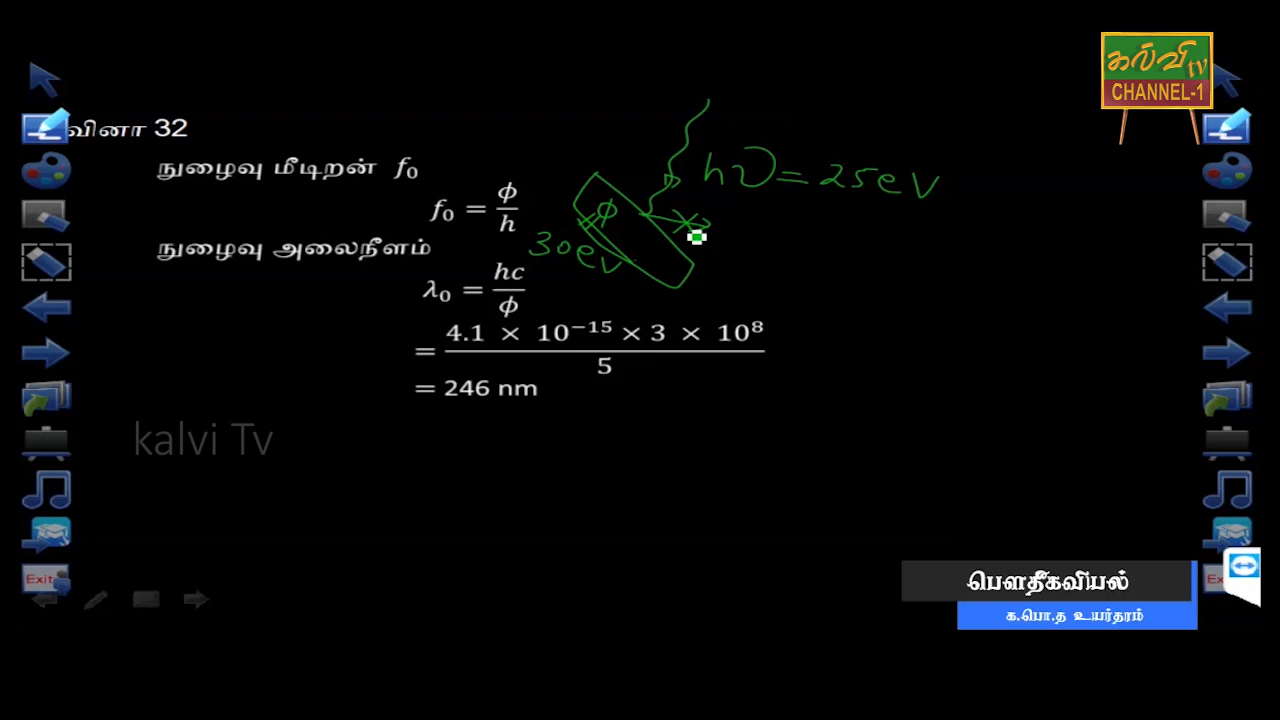 கல்வி tv
CHANNEL-1
வினா 32
நுழைவு மீடிறன் f₀
f₀ = ϕ/h
hυ = 25eV
ϕ
30eV
நுழைவு அலைநீளம்
λ₀ = hc/ϕ
= 4.1 × 10⁻¹⁵ × 3 × 10⁸ / 5
= 246 nm
kalvi Tv
Exit
பௌதீகவியல்
க.பொ.த உயர்தரம்